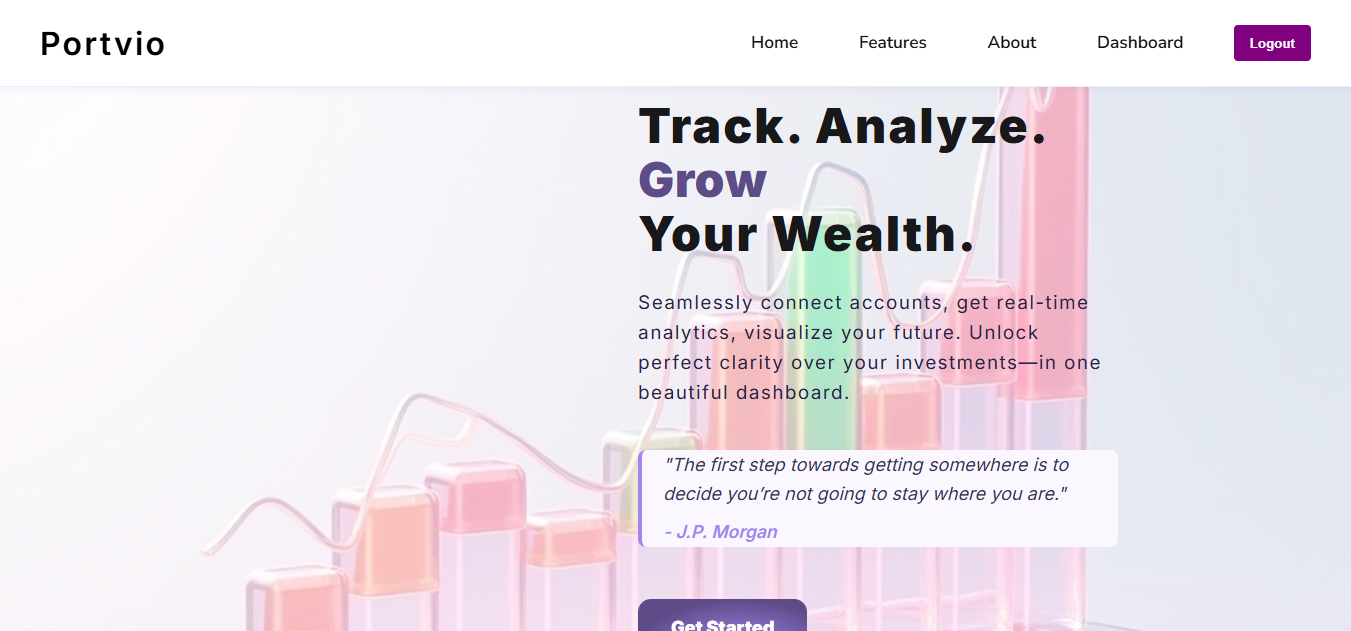 Portvio
Home Features About Dashboard Logout
Track. Analyze.
Grow
Your Wealth.
Seamlessly connect accounts, get real-time
analytics, visualize your future. Unlock
perfect clarity over your investments—in one
beautiful dashboard.
"The first step towards getting somewhere is to
decide you’re not going to stay where you are."
- J.P. Morgan
Get Started